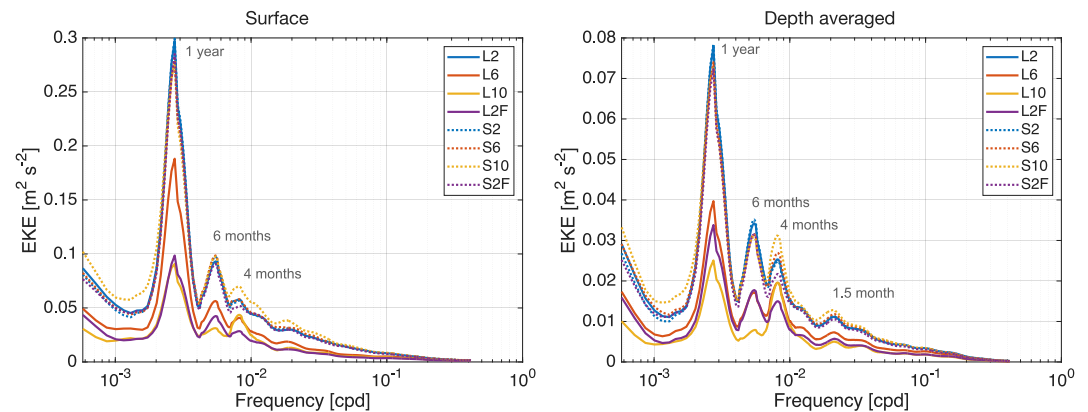 Surface
EKE [m² s⁻²]
0.3
0.25
0.2
0.15
0.1
0.05
0
1 year
6 months
4 months
L2
L6
L10
L2F
S2
S6
S10
S2F
10⁻³
10⁻²
10⁻¹
10⁰
Frequency [cpd]
Depth averaged
EKE [m² s⁻²]
0.08
0.07
0.06
0.05
0.04
0.03
0.02
0.01
0
1 year
6 months
4 months
1.5 month
L2
L6
L10
L2F
S2
S6
S10
S2F
10⁻³
10⁻²
10⁻¹
10⁰
Frequency [cpd]